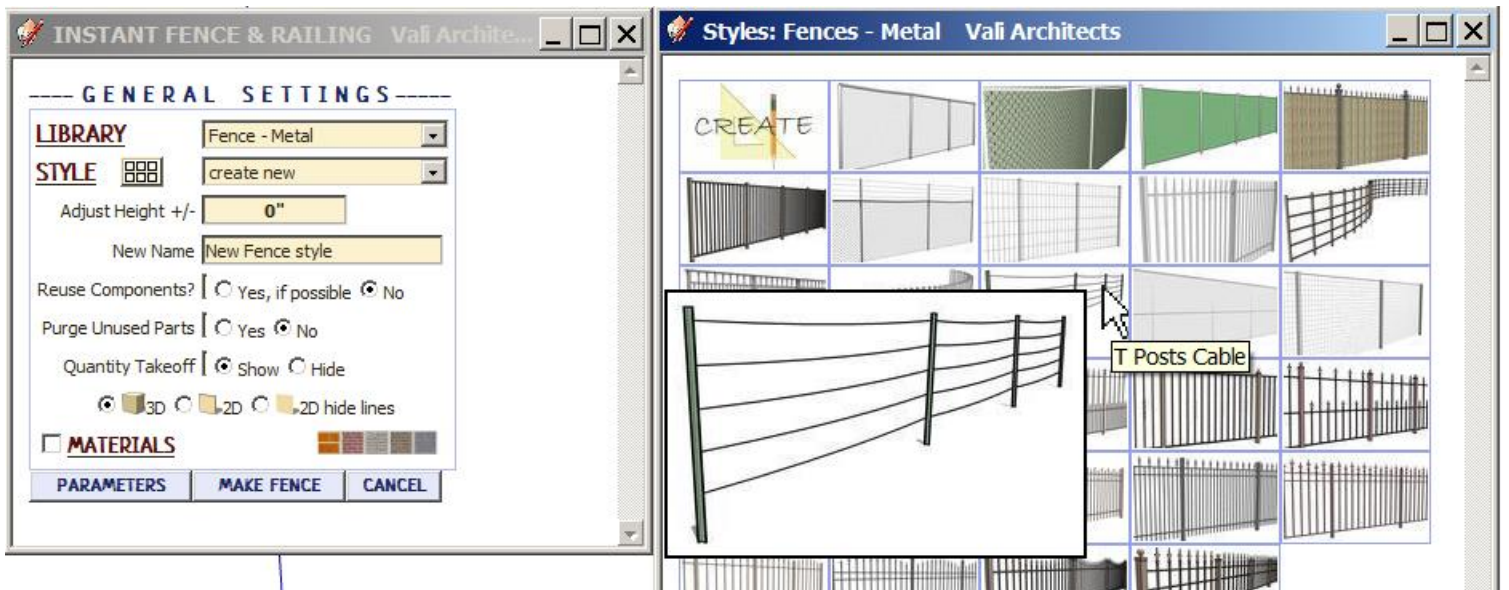 INSTANT FENCE & RAILING Vali Archite...
---- GENERAL SETTINGS-----
LIBRARY Fence - Metal
STYLE create new
Adjust Height +/- 0"
New Name New Fence style
Reuse Components? Yes, if possible No
Purge Unused Parts Yes No
Quantity Takeoff Show Hide
3D 2D 2D hide lines
MATERIALS
PARAMETERS MAKE FENCE CANCEL
Styles: Fences - Metal Vali Architects
CREATE
T Posts Cable